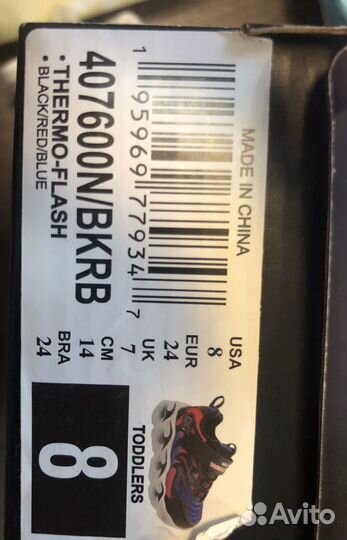 407600N/BKRB
• THERMO-FLASH
• BLACK/RED/BLUE
1 95969 77934 7
MADE IN CHINA
USA EUR UK CM BRA
8 24 7 14 24
8
TODDLERS
Avito